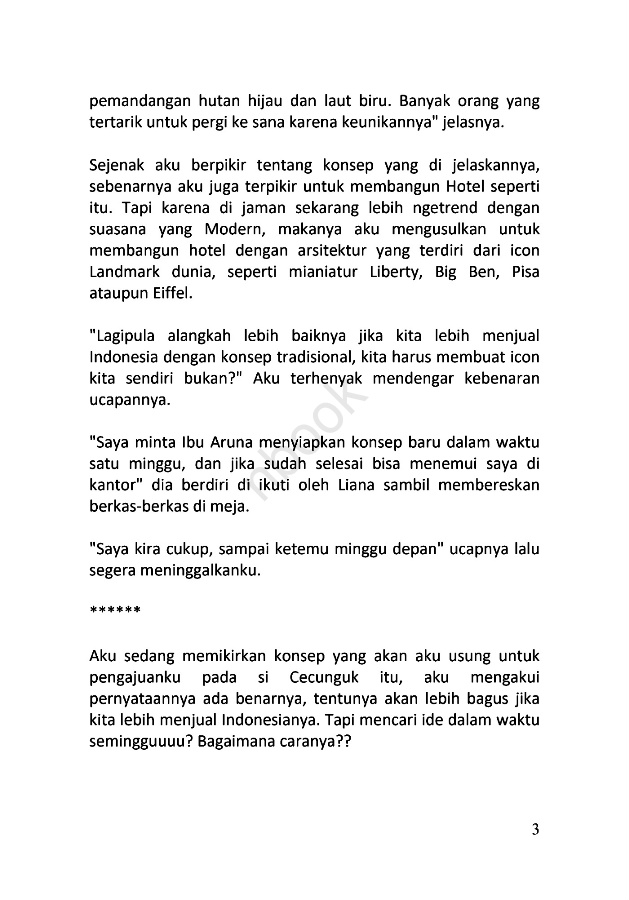 pemandangan hutan hijau dan laut biru. Banyak orang yang
tertarik untuk pergi ke sana karena keunikannya" jelasnya.
Sejenak aku berpikir tentang konsep yang di jelaskannya,
sebenarnya aku juga terpikir untuk membangun Hotel seperti
itu. Tapi karena di jaman sekarang lebih ngetrend dengan
suasana yang Modern, makanya aku mengusulkan untuk
membangun hotel dengan arsitektur yang terdiri dari icon
Landmark dunia, seperti mianiatur Liberty, Big Ben, Pisa
ataupun Eiffel.
"Lagipula alangkah lebih baiknya jika kita lebih menjual
Indonesia dengan konsep tradisional, kita harus membuat icon
kita sendiri bukan?" Aku terhenyak mendengar kebenaran
ucapannya.
"Saya minta Ibu Aruna menyiapkan konsep baru dalam waktu
satu minggu, dan jika sudah selesai bisa menemui saya di
kantor" dia berdiri di ikuti oleh Liana sambil membereskan
berkas-berkas di meja.
"Saya kira cukup, sampai ketemu minggu depan" ucapnya lalu
segera meninggalkanku.
******
Aku sedang memikirkan konsep yang akan aku usung untuk
pengajuanku pada si Cecunguk itu, aku mengakui
pernyataannya ada benarnya, tentunya akan lebih bagus jika
kita lebih menjual Indonesianya. Tapi mencari ide dalam waktu
semingguuuu? Bagaimana caranya??
3
nbook